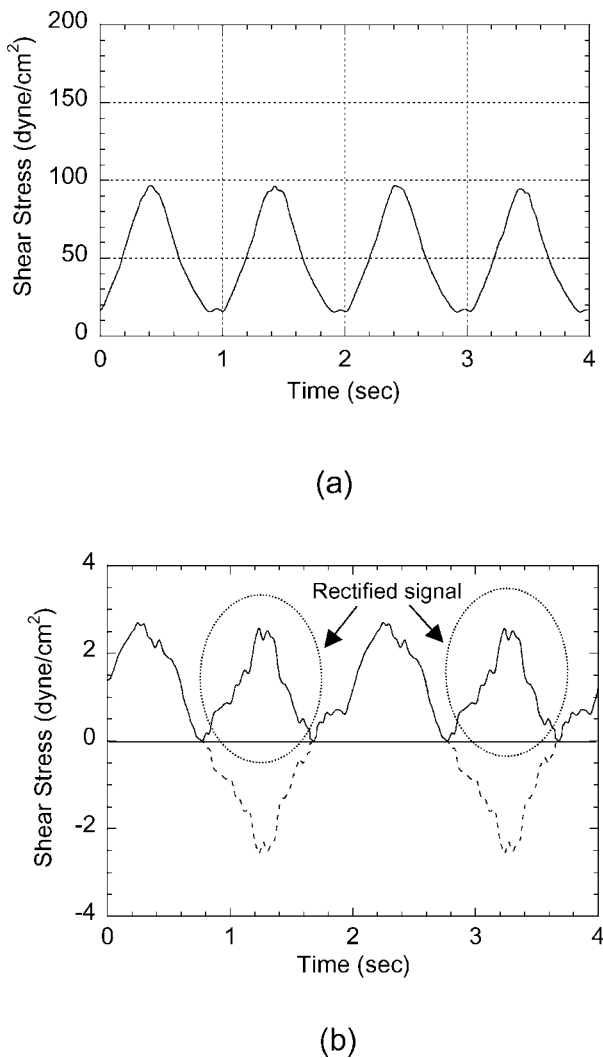 200
150
100
50
0
Shear Stress (dyne/cm²)
0 1 2 3 4
Time (sec)
(a)
4
2
0
-2
-4
Shear Stress (dyne/cm²)
Rectified signal
0 1 2 3 4
Time (sec)
(b)